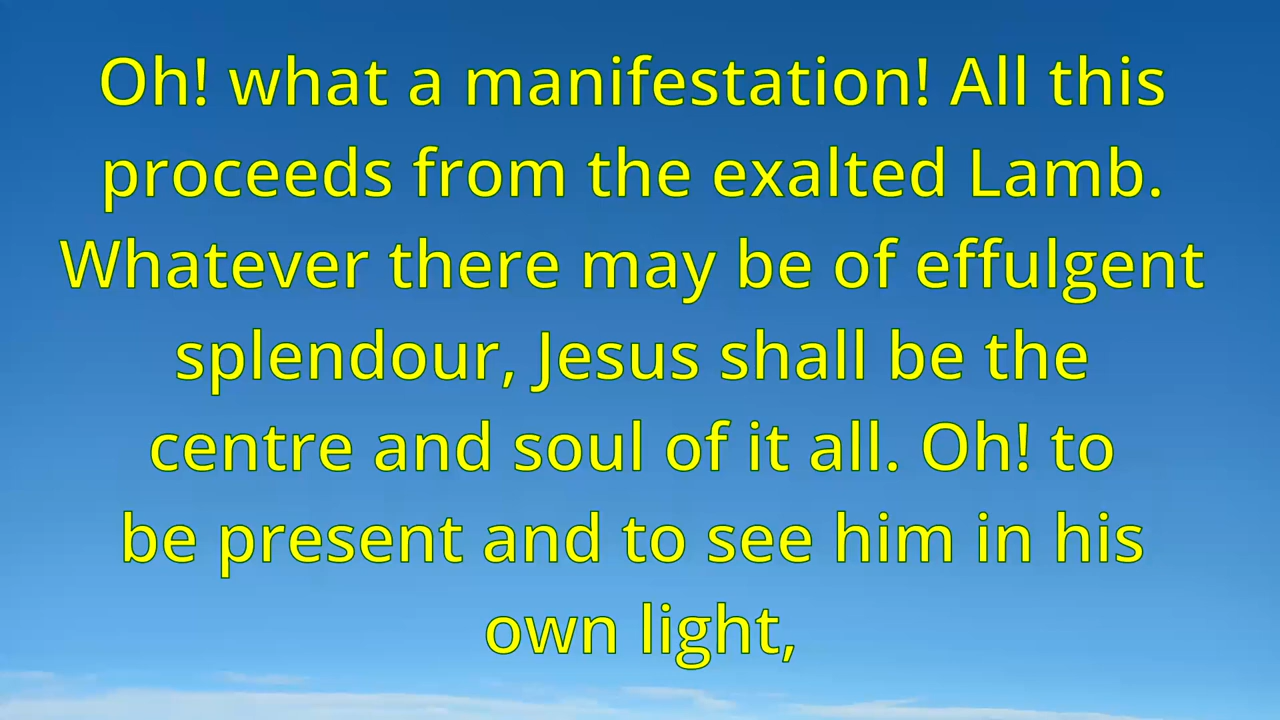 Oh! what a manifestation! All this
proceeds from the exalted Lamb.
Whatever there may be of effulgent
splendour, Jesus shall be the
centre and soul of it all. Oh! to
be present and to see him in his
own light,